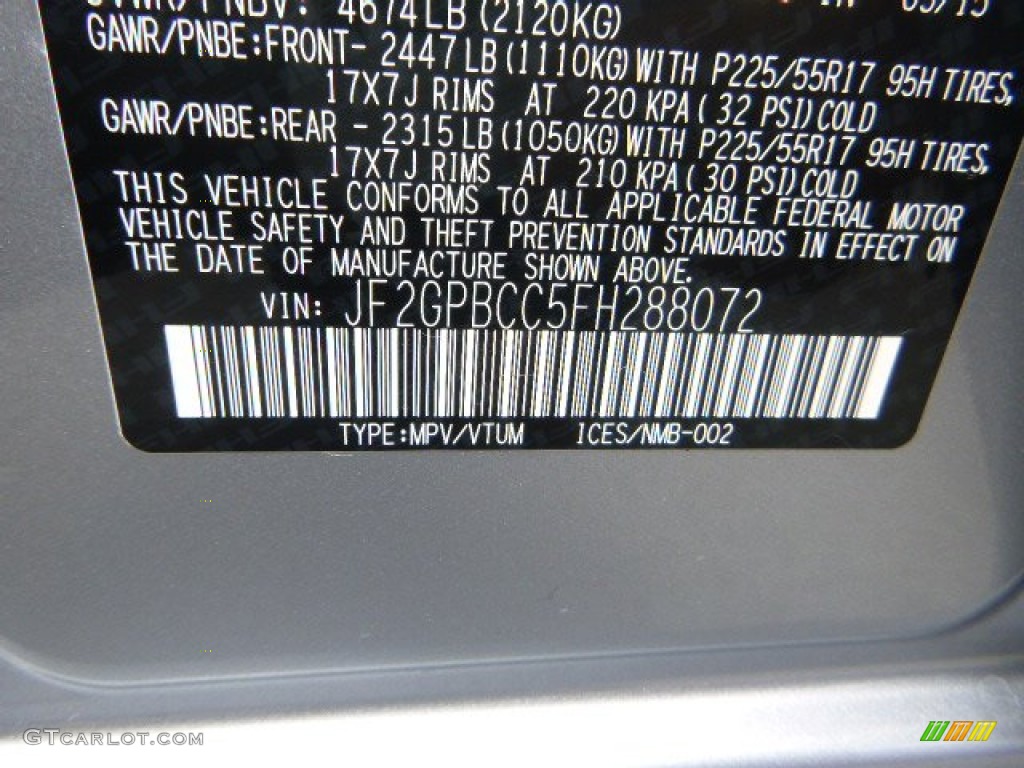 4674LB (2120KG)
GAWR/PNBE:FRONT- 2447LB (1110KG) WITH P225/55R17 95H TIRES,
17X7J RIMS AT 220 KPA( 32 PSI)COLD
GAWR/PNBE:REAR - 2315LB (1050KG) WITH P225/55R17 95H TIRES,
17X7J RIMS AT 210 KPA( 30 PSI)COLD
THIS VEHICLE CONFORMS TO ALL APPLICABLE FEDERAL MOTOR
VEHICLE SAFETY AND THEFT PREVENTION STANDARDS IN EFFECT ON
THE DATE OF MANUFACTURE SHOWN ABOVE.
VIN: JF2GPBCC5FH288072
TYPE:MPV/VTUM ICES/NMB-002
GTCARLOT.COM